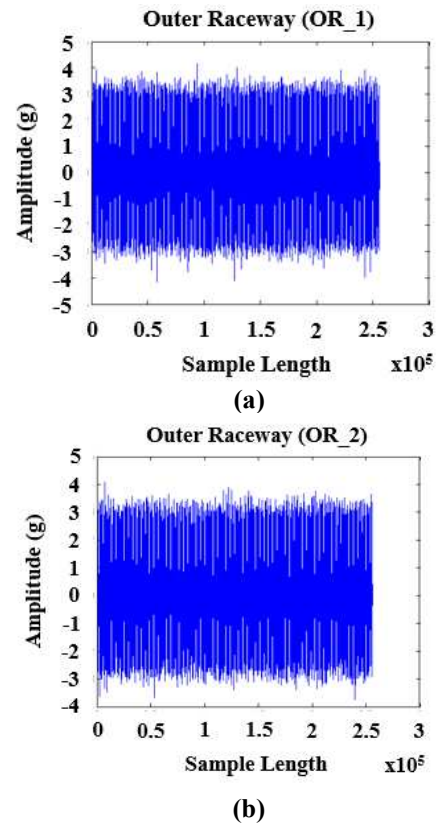 Outer Raceway (OR_1)
5
4
3
2
1
0
-1
-2
-3
-4
-5
Amplitude (g)
0 0.5 1 1.5 2 2.5 3
Sample Length x10⁵
(a)
Outer Raceway (OR_2)
5
4
3
2
1
0
-1
-2
-3
-4
Amplitude (g)
0 0.5 1 1.5 2 2.5 3
Sample Length x10⁵
(b)